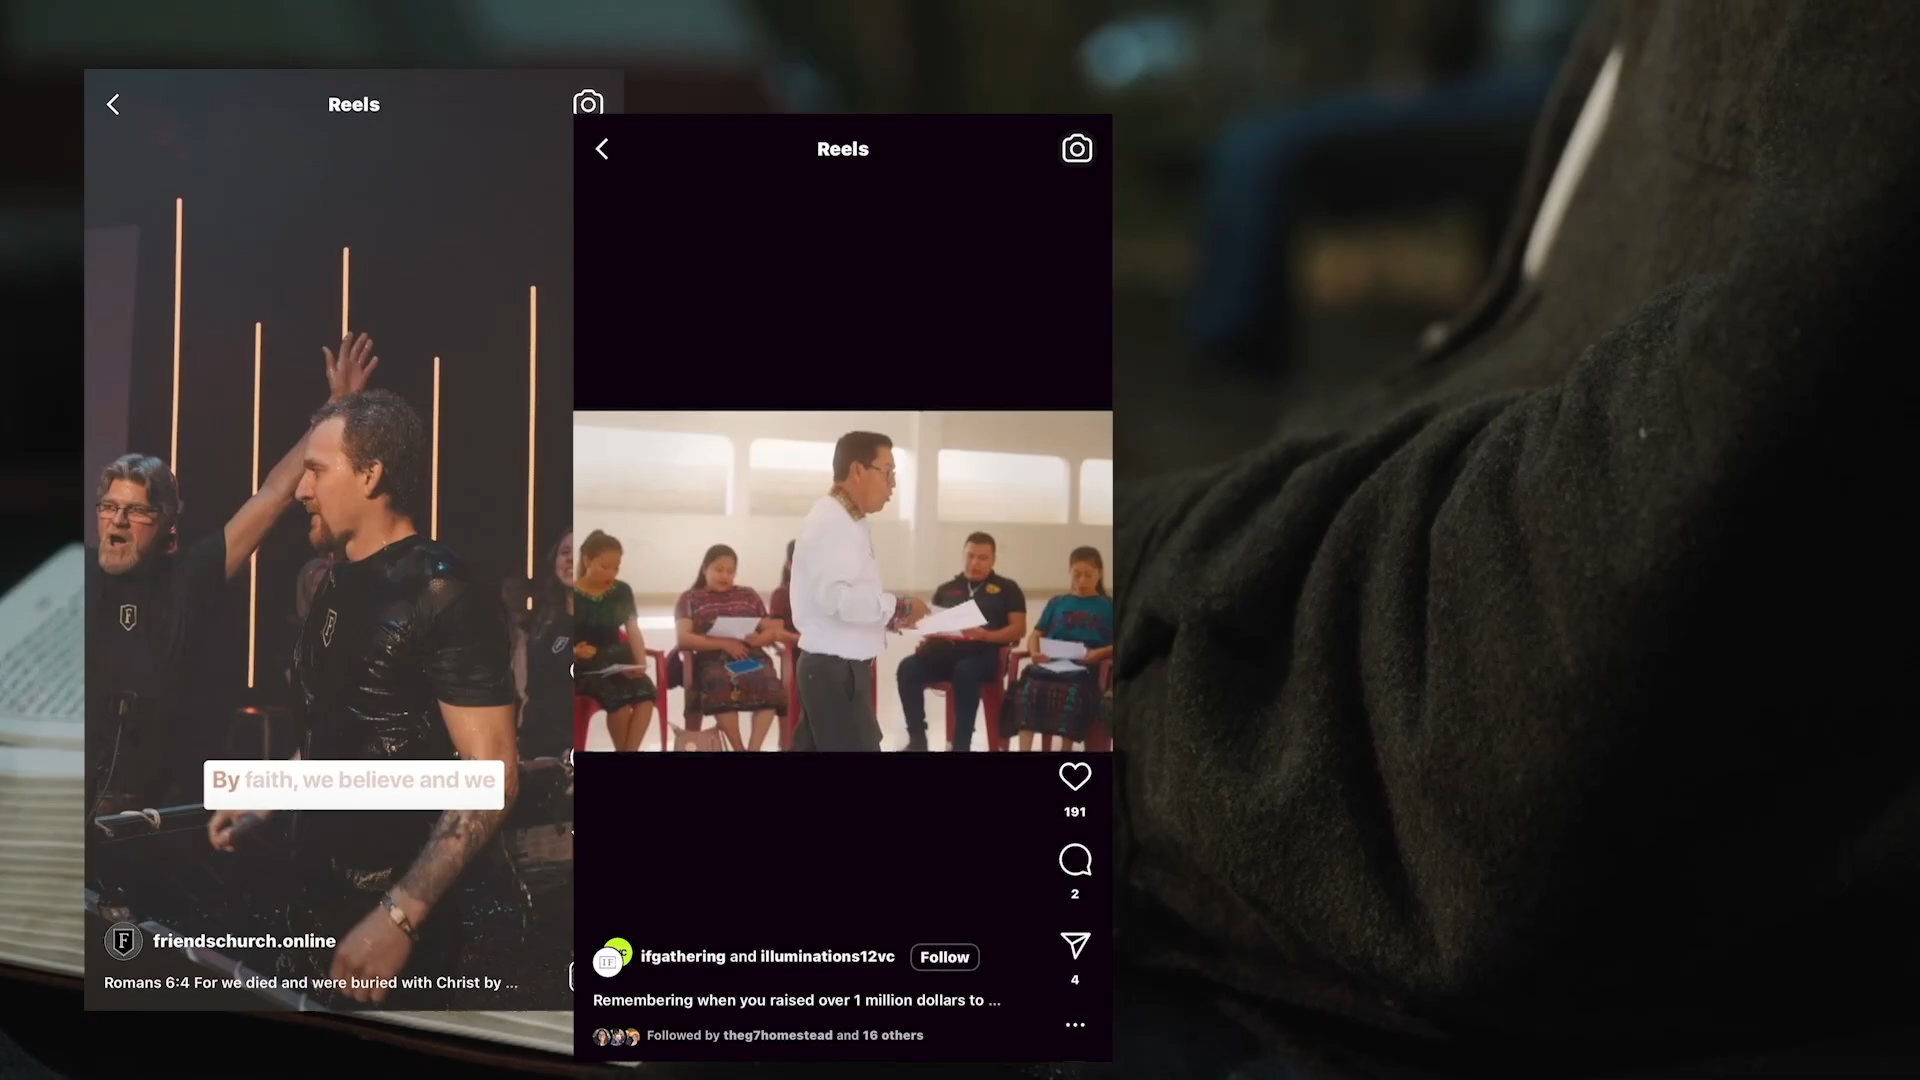 Reels
By faith, we believe and we
friendschurch.online
Romans 6:4 For we died and were buried with Christ by ...
Reels
191
2
4
ifgathering and illuminations12vc Follow
Remembering when you raised over 1 million dollars to ...
Followed by theg7homestead and 16 others